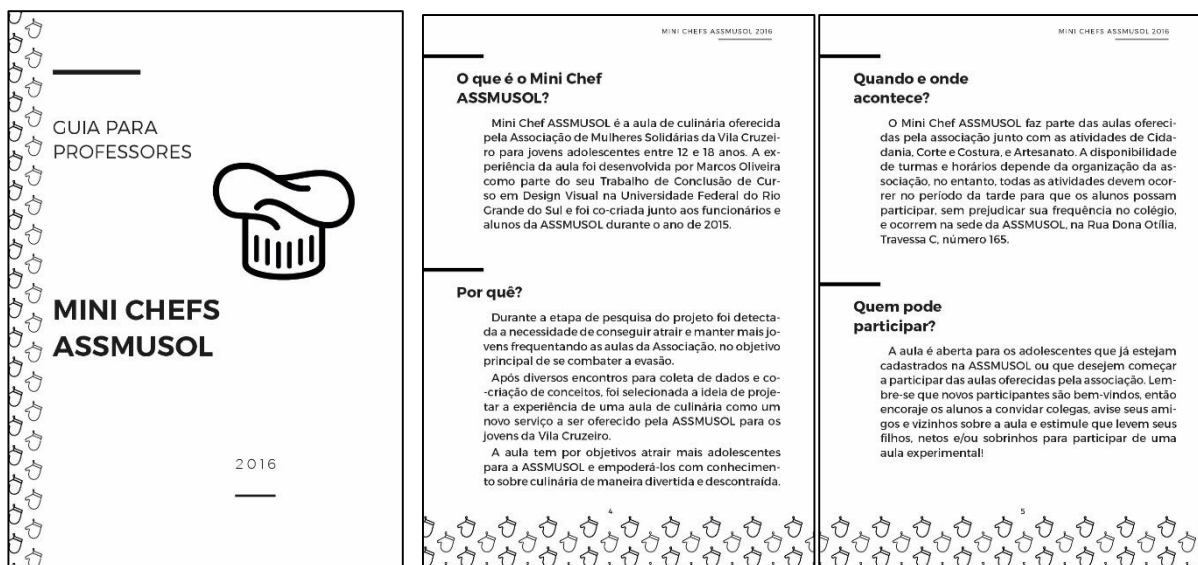 GUIA PARA
PROFESSORES
MINI CHEFS
ASSMUSOL
2016
MINI CHEFS ASSMUSOL 2016
O que é o Mini Chef
ASSMUSOL?
Mini Chef ASSMUSOL é a aula de culinária oferecida
pela Associação de Mulheres Solidárias da Vila Cruzei-
ro para jovens adolescentes entre 12 e 18 anos. A ex-
periência da aula foi desenvolvida por Marcos Oliveira
como parte do seu Trabalho de Conclusão de Cur-
so em Design Visual na Universidade Federal do Rio
Grande do Sul e foi co-criada junto aos funcionários e
alunos da ASSMUSOL durante o ano de 2015.
Por quê?
Durante a etapa de pesquisa do projeto foi detecta-
da a necessidade de conseguir atrair e manter mais jo-
vens frequentando as aulas da Associação, no objetivo
principal de se combater a evasão.
Após diversos encontros para coleta de dados e co-
-criação de conceitos, foi selecionada a ideia de proje-
tar a experiência de uma aula de culinária como um
novo serviço a ser oferecido pela ASSMUSOL para os
jovens da Vila Cruzeiro.
A aula tem por objetivos atrair mais adolescentes
para a ASSMUSOL e empoderá-los com conhecimen-
to sobre culinária de maneira divertida e descontraída.
4
MINI CHEFS ASSMUSOL 2016
Quando e onde
acontece?
O Mini Chef ASSMUSOL faz parte das aulas ofereci-
das pela associação junto com as atividades de Cida-
dania, Corte e Costura, e Artesanato. A disponibilidade
de turmas e horários depende da organização da as-
sociação, no entanto, todas as atividades devem ocor-
rer no período da tarde para que os alunos possam
participar, sem prejudicar sua frequência no colégio,
e ocorrem na sede da ASSMUSOL, na Rua Dona Otília,
Travessa C, número 165.
Quem pode
participar?
A aula é aberta para os adolescentes que já estejam
cadastrados na ASSMUSOL ou que desejem começar
a participar das aulas oferecidas pela associação. Lem-
bre-se que novos participantes são bem-vindos, então
encoraje os alunos a convidar colegas, avise seus ami-
gos e vizinhos sobre a aula e estimule que levem seus
filhos, netos e/ou sobrinhos para participar de uma
aula experimental!
5